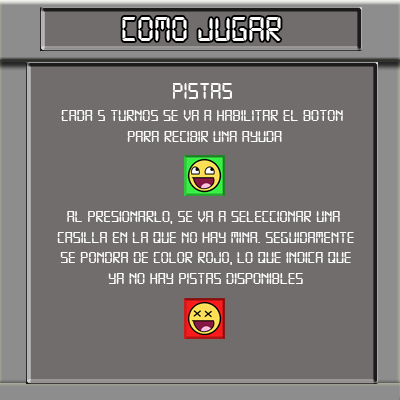 COMO JUGAR
PISTAS
CADA 5 TURNOS SE VA A HABILITAR EL BOTON
PARA RECIBIR UNA AYUDA
AL PRESIONARLO, SE VA A SELECCIONAR UNA
CASILLA EN LA QUE NO HAY MINA. SEGUIDAMENTE
SE PONDRA DE COLOR ROJO, LO QUE INDICA QUE
YA NO HAY PISTAS DISPONIBLES